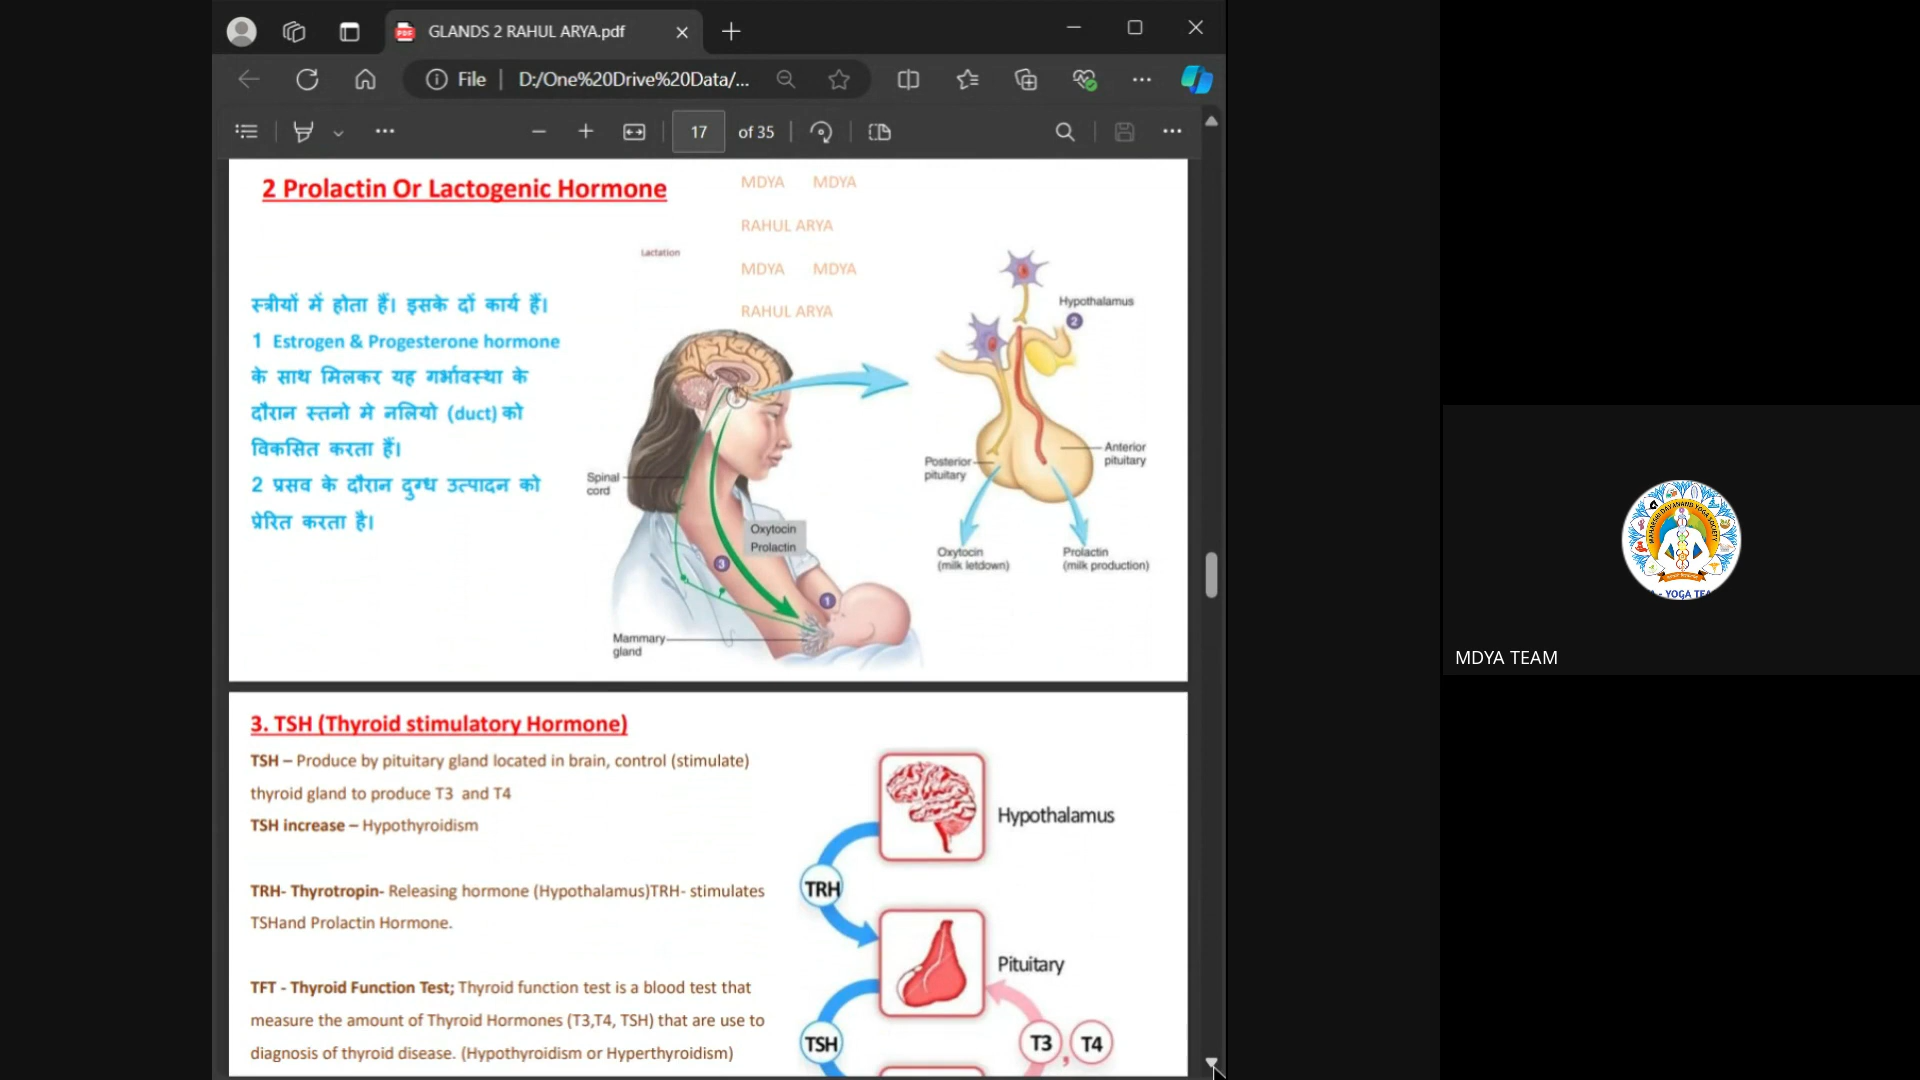 GLANDS 2 RAHUL ARYA.pdf
File
D:/One%20Drive%20Data/...
17 of 35
2 Prolactin Or Lactogenic Hormone
MDYA MDYA
RAHUL ARYA
MDYA MDYA
RAHUL ARYA
Lactation
स्त्रीयों में होता हैं। इसके दों कार्य हैं।
1 Estrogen & Progesterone hormone
के साथ मिलकर यह गर्भावस्था के
दौरान स्तनो मे नलियो (duct) को
विकसित करता हैं।
2 प्रसव के दौरान दुग्ध उत्पादन को
प्रेरित करता है।
Hypothalamus
2
Anterior
pituitary
Posterior
pituitary
Spinal
cord
Oxytocin
Prolactin
3
1
Oxytocin
(milk letdown)
Prolactin
(milk production)
Mammary
gland
3. TSH (Thyroid stimulatory Hormone)
TSH – Produce by pituitary gland located in brain, control (stimulate)
thyroid gland to produce T3 and T4
TSH increase – Hypothyroidism
TRH- Thyrotropin- Releasing hormone (Hypothalamus)TRH- stimulates
TSHand Prolactin Hormone.
TFT - Thyroid Function Test; Thyroid function test is a blood test that
measure the amount of Thyroid Hormones (T3,T4, TSH) that are use to
diagnosis of thyroid disease. (Hypothyroidism or Hyperthyroidism)
Hypothalamus
TRH
Pituitary
TSH
T3 , T4
MAHARSHI DAYANAND YOGA SOCIETY
MDYA TEAM